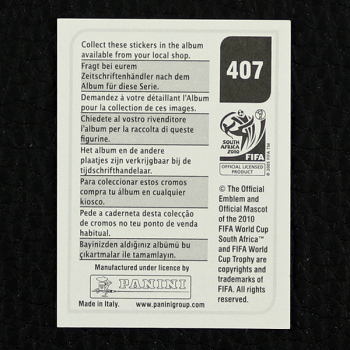 Collect these stickers in the album
available from your local shop.
Fragt bei eurem
Zeitschriftenhändler nach dem
Album für diese Serie.
Demandez à votre détaillant l'Album
pour la collection de ces images.
Chiedete al vostro rivenditore
l'album per la raccolta di queste
figurine.
Het album en de andere
plaatjes zijn verkrijgbaar bij de
tijdschrifthandelaar.
Para coleccionar estos cromos
compra tu álbum en cualquier
kiosco.
Pede a caderneta desta colecção
de cromos no teu ponto de venda
habitual.
Bayinizden aldığınız albümü bu
çıkartmalar ile tamamlayın.
Manufactured under licence by
PANINI
Made in Italy. www.paninigroup.com
407
SOUTH AFRICA
2010
FIFA
OFFICIAL LICENSED
PRODUCT
© The Official
Emblem and
Official Mascot
of the 2010
FIFA World Cup
South Africa™
and FIFA World
Cup Trophy are
copyrights and
trademarks of
FIFA. All rights
reserved.